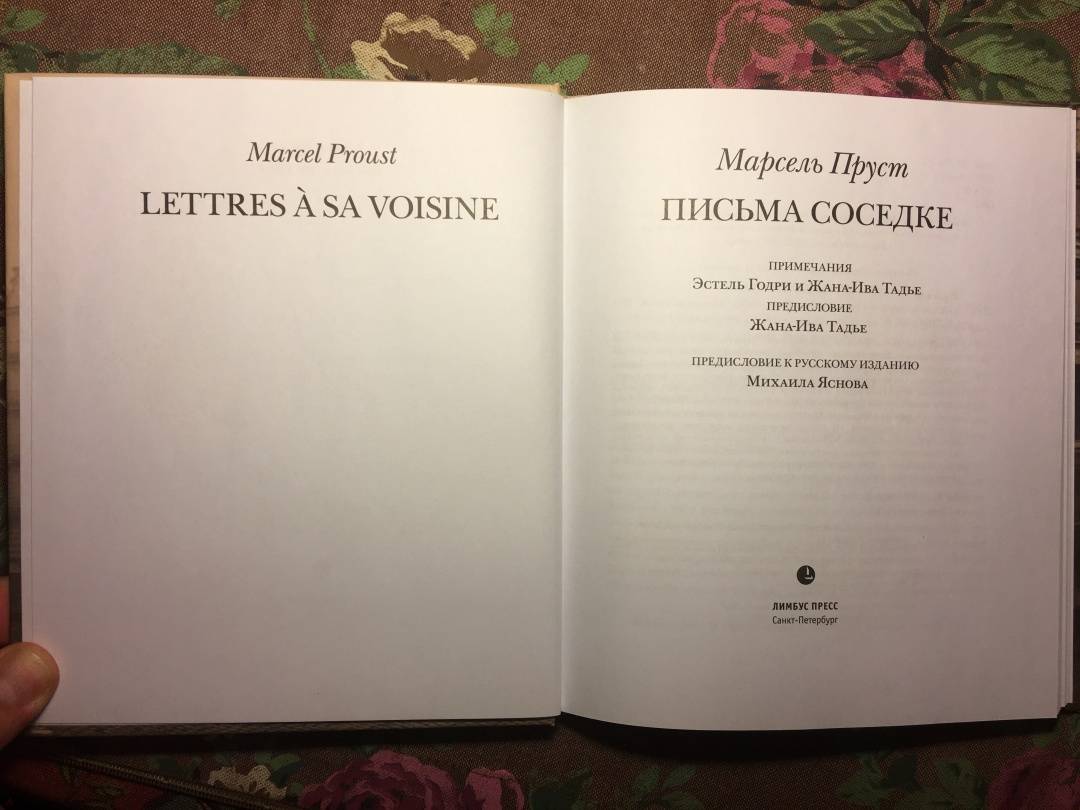 Marcel Proust
LETTRES À SA VOISINE
Марсель Пруст
ПИСЬМА СОСЕДКЕ
ПРИМЕЧАНИЯ
Эстель Годри и Жана-Ива Тадье
ПРЕДИСЛОВИЕ
Жана-Ива Тадье
ПРЕДИСЛОВИЕ К РУССКОМУ ИЗДАНИЮ
Михаила Яснова
ЛИМБУС ПРЕСС
Санкт-Петербург